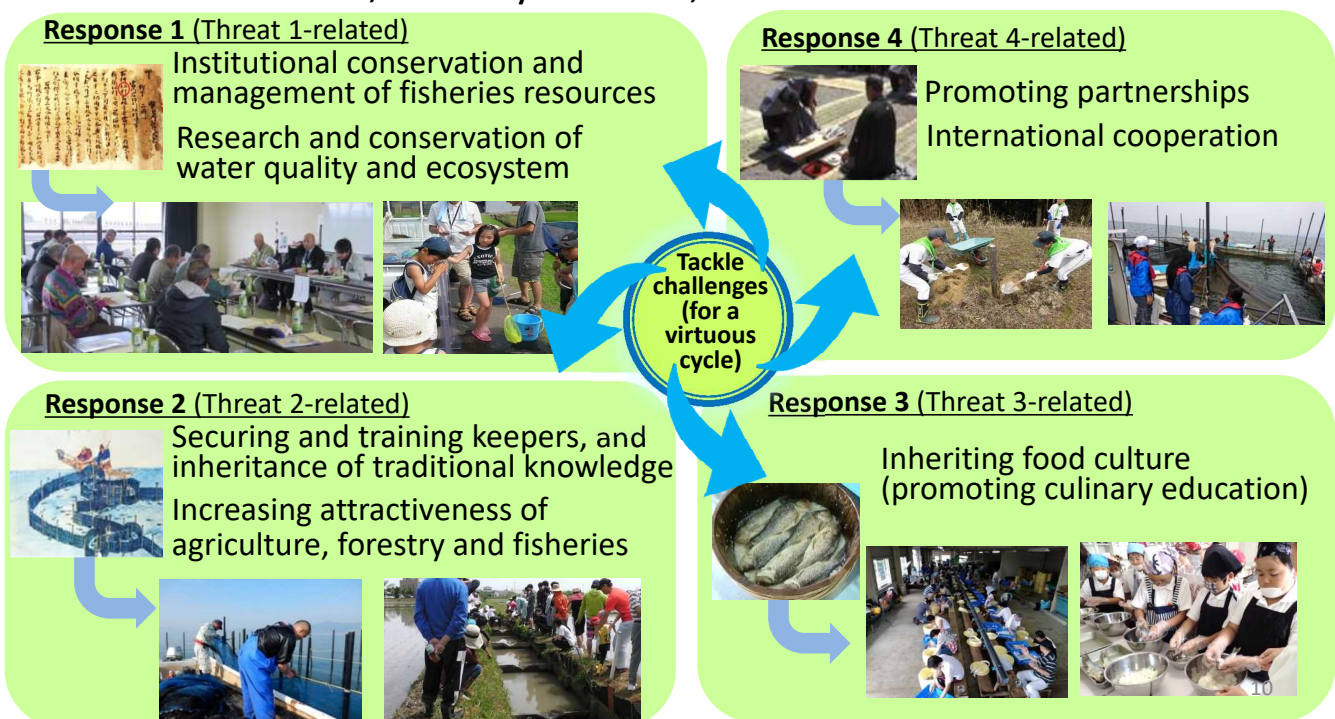 Response 1 (Threat 1-related)
Institutional conservation and
management of fisheries resources
Research and conservation of
water quality and ecosystem
Response 4 (Threat 4-related)
Promoting partnerships
International cooperation
Tackle
challenges
(for a
virtuous
cycle)
Response 2 (Threat 2-related)
Securing and training keepers, and
inheritance of traditional knowledge
Increasing attractiveness of
agriculture, forestry and fisheries
Response 3 (Threat 3-related)
Inheriting food culture
(promoting culinary education)
10